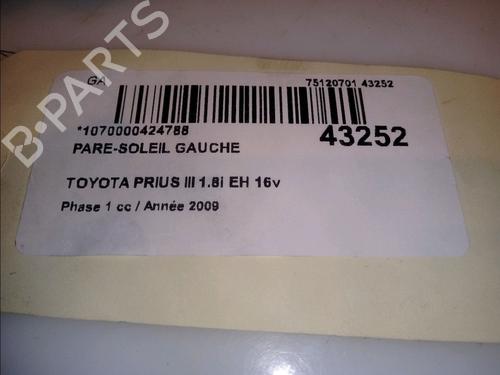 GA 75120701 43252
*1070000424788
43252
PARE-SOLEIL GAUCHE
TOYOTA PRIUS III 1.8i EH 16v
Phase 1 cc / Année 2009
B-PARTS